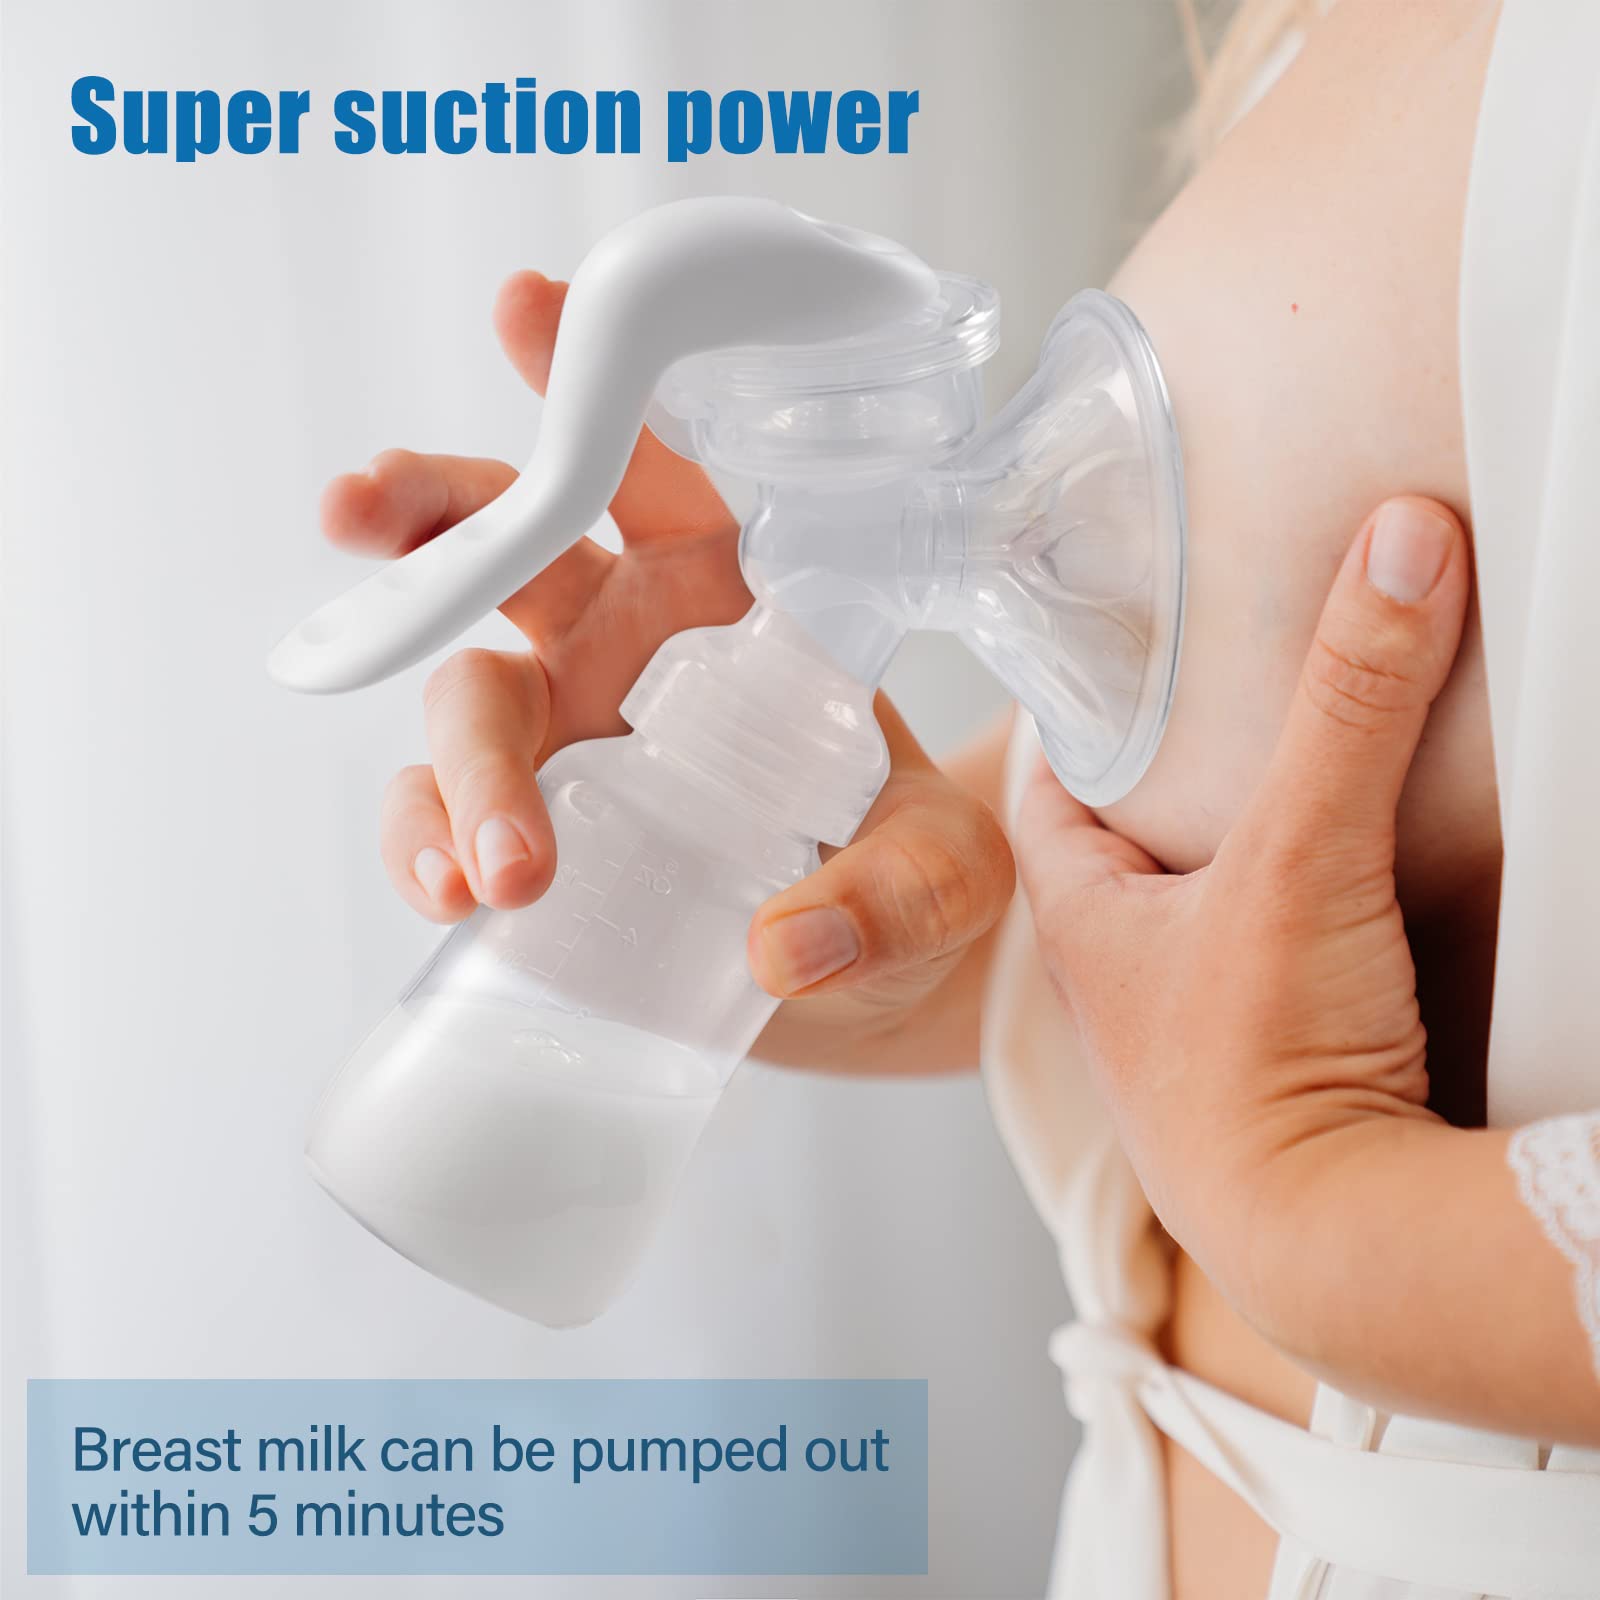 Super suction power
Breast milk can be pumped out
within 5 minutes